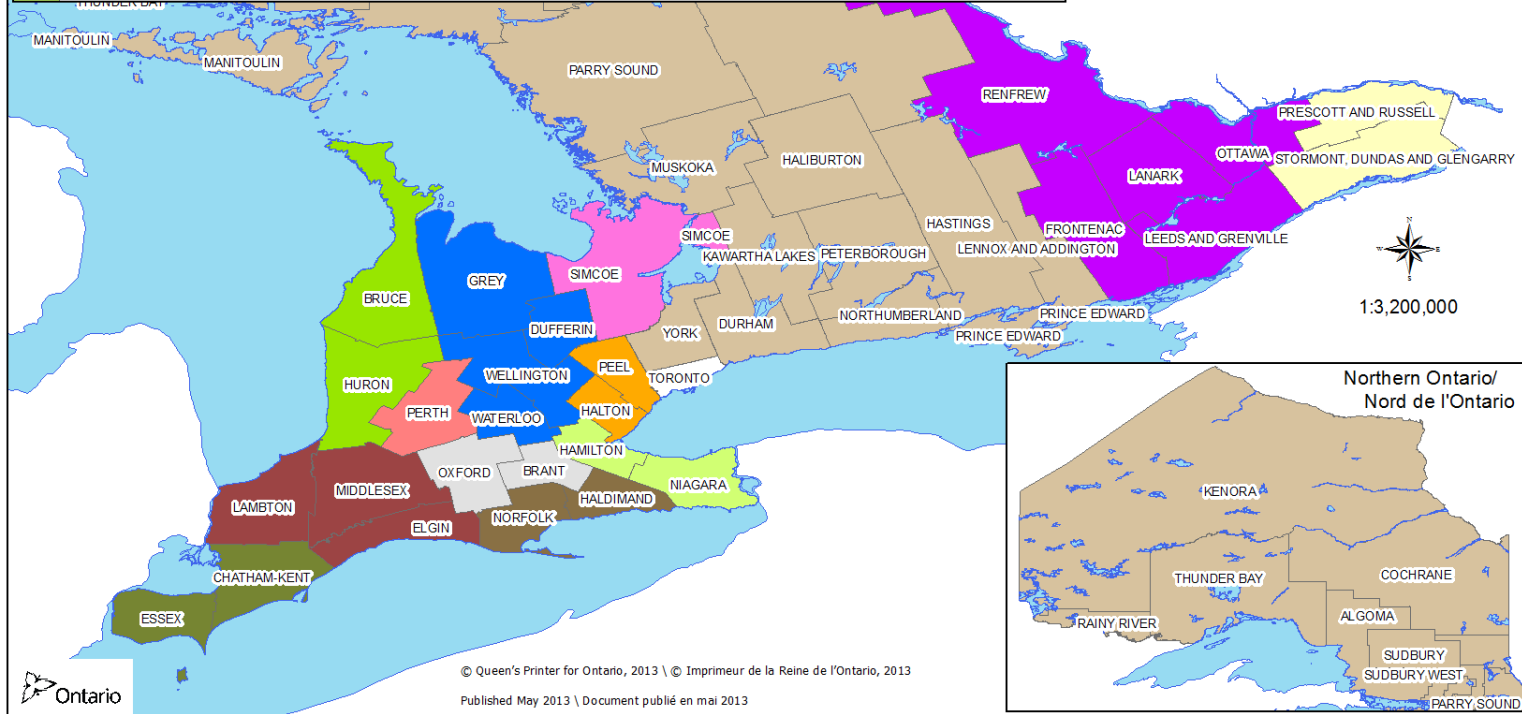 THUNDER BAY
MANITOULIN
MANITOULIN
PARRY SOUND
RENFREW
PRESCOTT AND RUSSELL
OTTAWA
STORMONT, DUNDAS AND GLENGARRY
HALIBURTON
MUSKOKA
LANARK
HASTINGS
FRONTENAC
SIMCOE
LEEDS AND GRENVILLE
LENNOX AND ADDINGTON
KAWARTHA LAKES
PETERBOROUGH
SIMCOE
GREY
BRUCE
DUFFERIN
NORTHUMBERLAND
PRINCE EDWARD
DURHAM
YORK
PRINCE EDWARD
N
W
E
S
1:3,200,000
PEEL
WELLINGTON
TORONTO
HURON
PERTH
HALTON
WATERLOO
HAMILTON
OXFORD
BRANT
NIAGARA
MIDDLESEX
HALDIMAND
LAMBTON
NORFOLK
ELGIN
CHATHAM-KENT
ESSEX
Northern Ontario/
Nord de l'Ontario
KENORA
THUNDER BAY
COCHRANE
ALGOMA
RAINY RIVER
SUDBURY
SUDBURY WEST
PARRY SOUND
Ontario
© Queen's Printer for Ontario, 2013 \ © Imprimeur de la Reine de l'Ontario, 2013
Published May 2013 \ Document publié en mai 2013